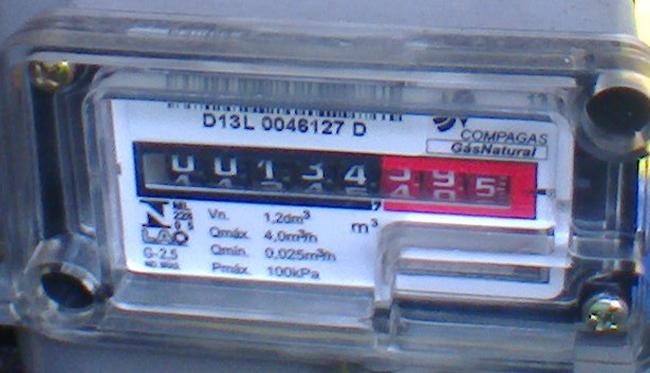 D13L 0046127 D
COMPAGAS
GásNatural
0 0 1 3 4 3 9 5
m³
LAO
G-2.5
Vn. 1,2dm³
Qmáx. 4,0m³/h
Qmín. 0,025m³/h
Pmáx. 100kPa